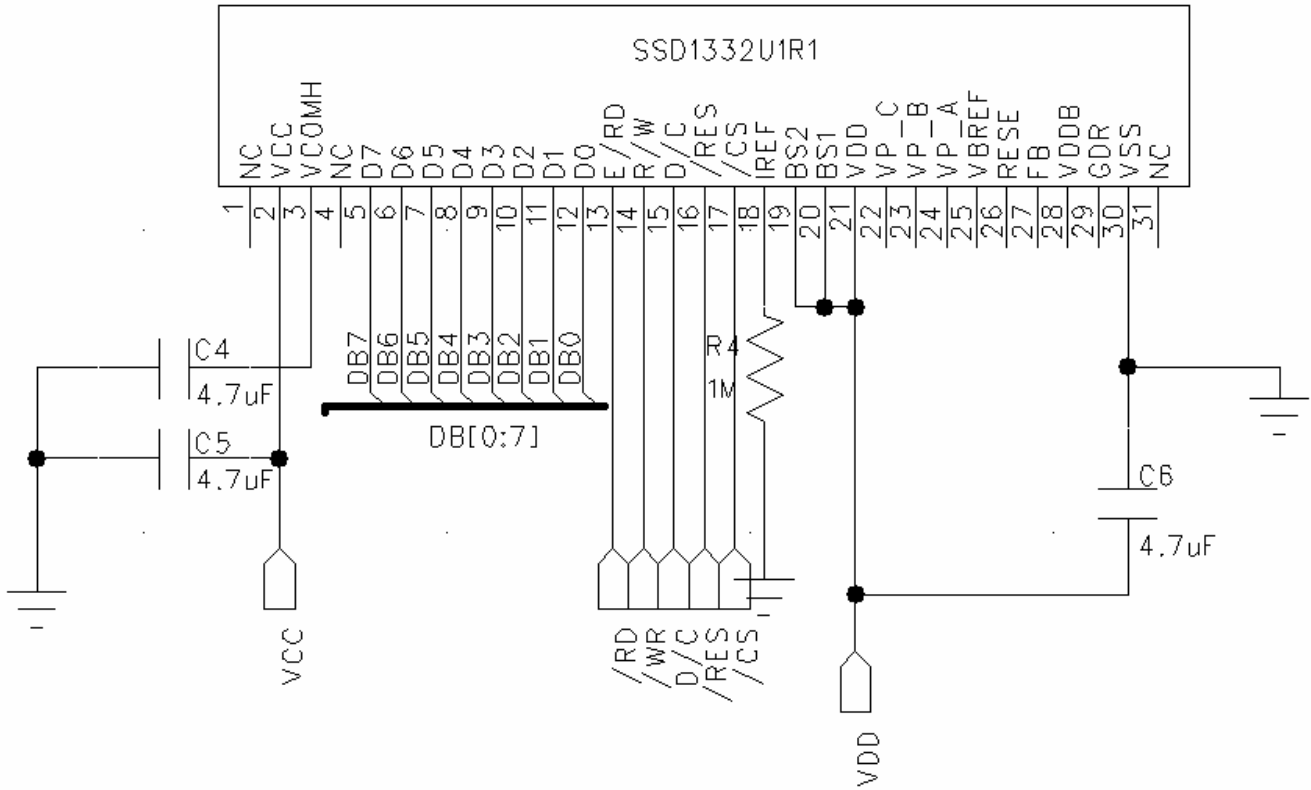 SSD1332U1R1
NC
VCC
VCOMH
NC
D7
D6
D5
D4
D3
D2
D1
D0
E/RD
R/W
D/C
/RES
/CS
IREF
BS2
BS1
VDD
VP_C
VP_B
VP_A
VBREF
RESE
FB
VDDB
GDR
VSS
NC
1
2
3
4
5
6
7
8
9
10
11
12
13
14
15
16
17
18
19
20
21
22
23
24
25
26
27
28
29
30
31
C4
4.7uF
C5
4.7uF
DB7
DB6
DB5
DB4
DB3
DB2
DB1
DB0
DB[0:7]
R4
1M
C6
4.7uF
VCC
/RD
/WR
D/C
/RES
/CS
VDD